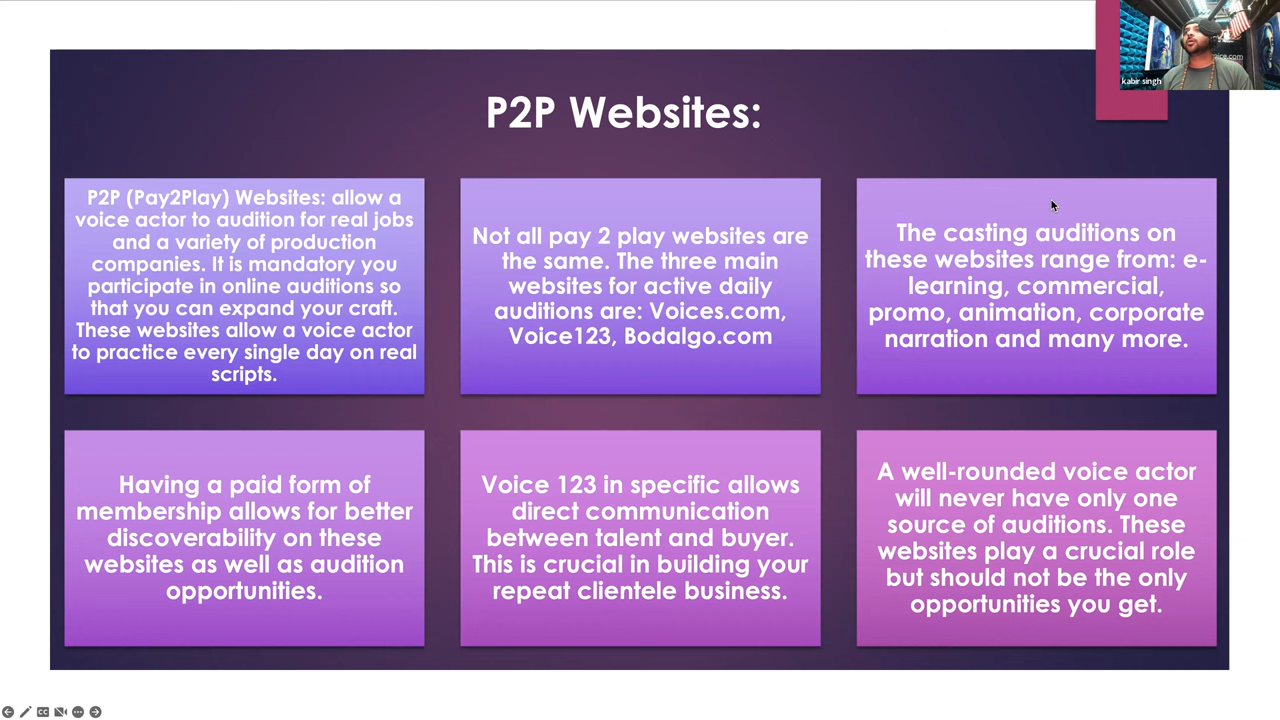 P2P Websites:
P2P (Pay2Play) Websites: allow a
voice actor to audition for real jobs
and a variety of production
companies. It is mandatory you
participate in online auditions so
that you can expand your craft.
These websites allow a voice actor
to practice every single day on real
scripts.
Not all pay 2 play websites are
the same. The three main
websites for active daily
auditions are: Voices.com,
Voice123, Bodalgo.com
The casting auditions on
these websites range from: e-
learning, commercial,
promo, animation, corporate
narration and many more.
Having a paid form of
membership allows for better
discoverability on these
websites as well as audition
opportunities.
Voice 123 in specific allows
direct communication
between talent and buyer.
This is crucial in building your
repeat clientele business.
A well-rounded voice actor
will never have only one
source of auditions. These
websites play a crucial role
but should not be the only
opportunities you get.
kabir singh
CC